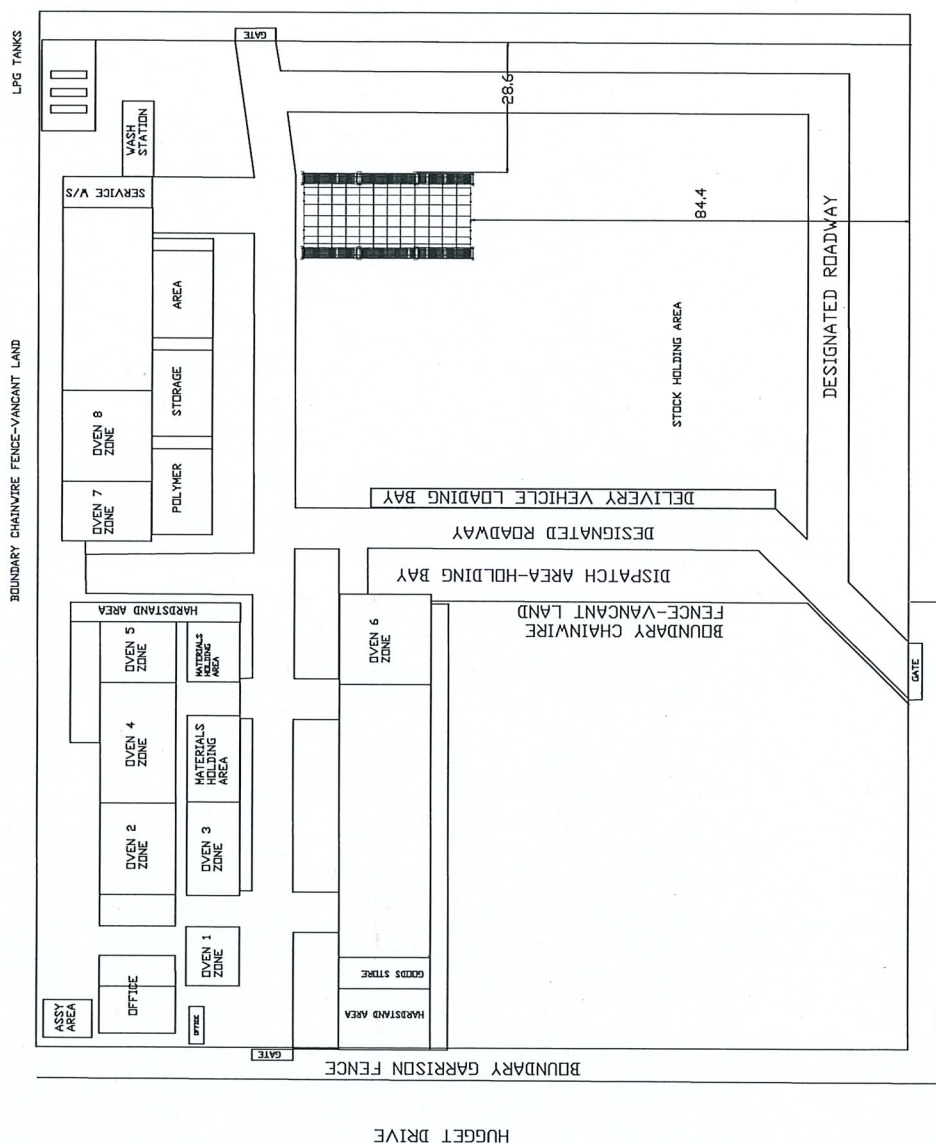 LPG TANKS
BOUNDARY CHAINWIRE FENCE-VANCANT LAND
GATE
WASH
STATION
SERVICE W/S
28.6
84.4
AREA
STORAGE
POLYMER
OVEN 8
ZONE
OVEN 7
ZONE
STOCK HOLDING AREA
DESIGNATED ROADWAY
DELIVERY VEHICLE LOADING BAY
DESIGNATED ROADWAY
DISPATCH AREA-HOLDING BAY
BOUNDARY CHAINWIRE
FENCE-VANCANT LAND
GATE
HARDSTAND AREA
OVEN 5
ZONE
MATERIALS
HOLDING
AREA
OVEN 6
ZONE
OVEN 4
ZONE
MATERIALS
HOLDING
AREA
OVEN 2
ZONE
OVEN 3
ZONE
OVEN 1
ZONE
OFFICE
ASSY
AREA
OFFICE
GOODS STORE
HARDSTAND AREA
GATE
BOUNDARY GARRISON FENCE
HUGGET DRIVE